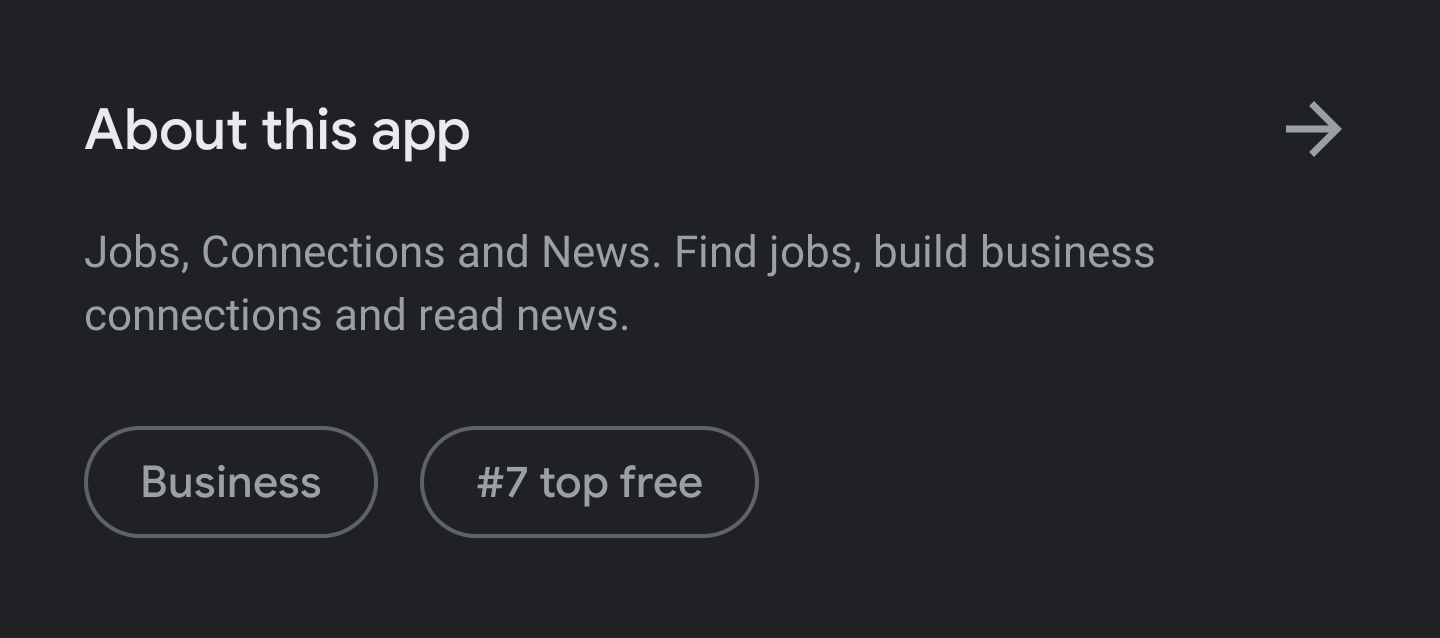 About this app
Jobs, Connections and News. Find jobs, build business
connections and read news.
Business
#7 top free